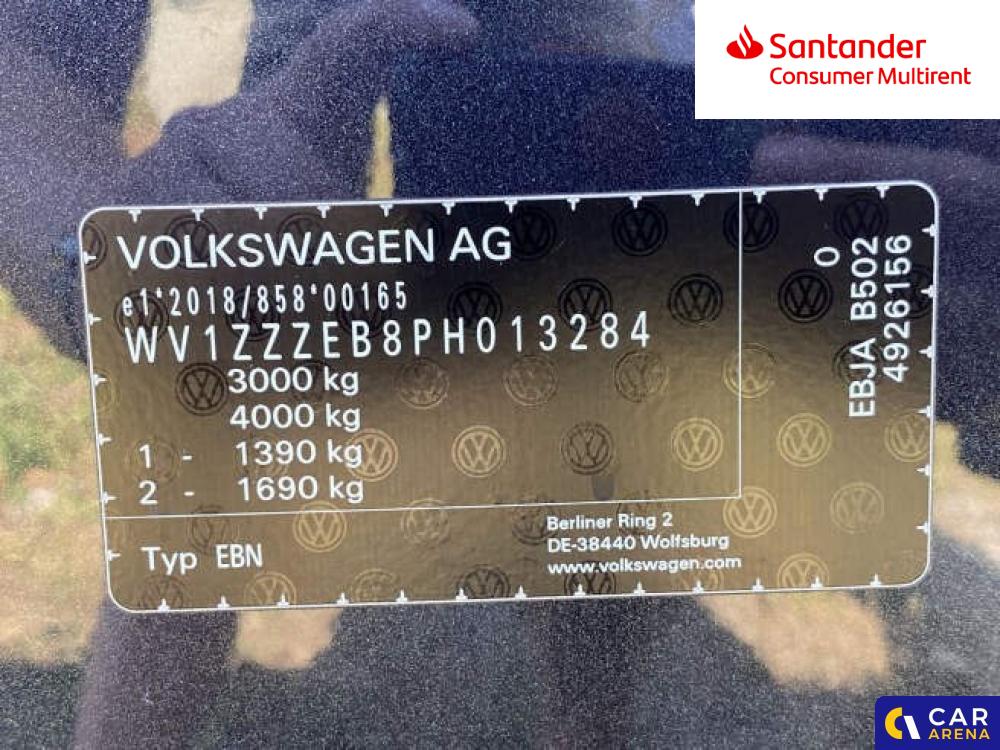 Santander
Consumer Multirent
VOLKSWAGEN AG
e1*2018/858*00165
WV1ZZZEB8PH013284
3000 kg
4000 kg
1 - 1390 kg
2 - 1690 kg
Typ EBN
Berliner Ring 2
DE-38440 Wolfsburg
www.volkswagen.com
0
EBJA B502
4926156
CAR
ARENA